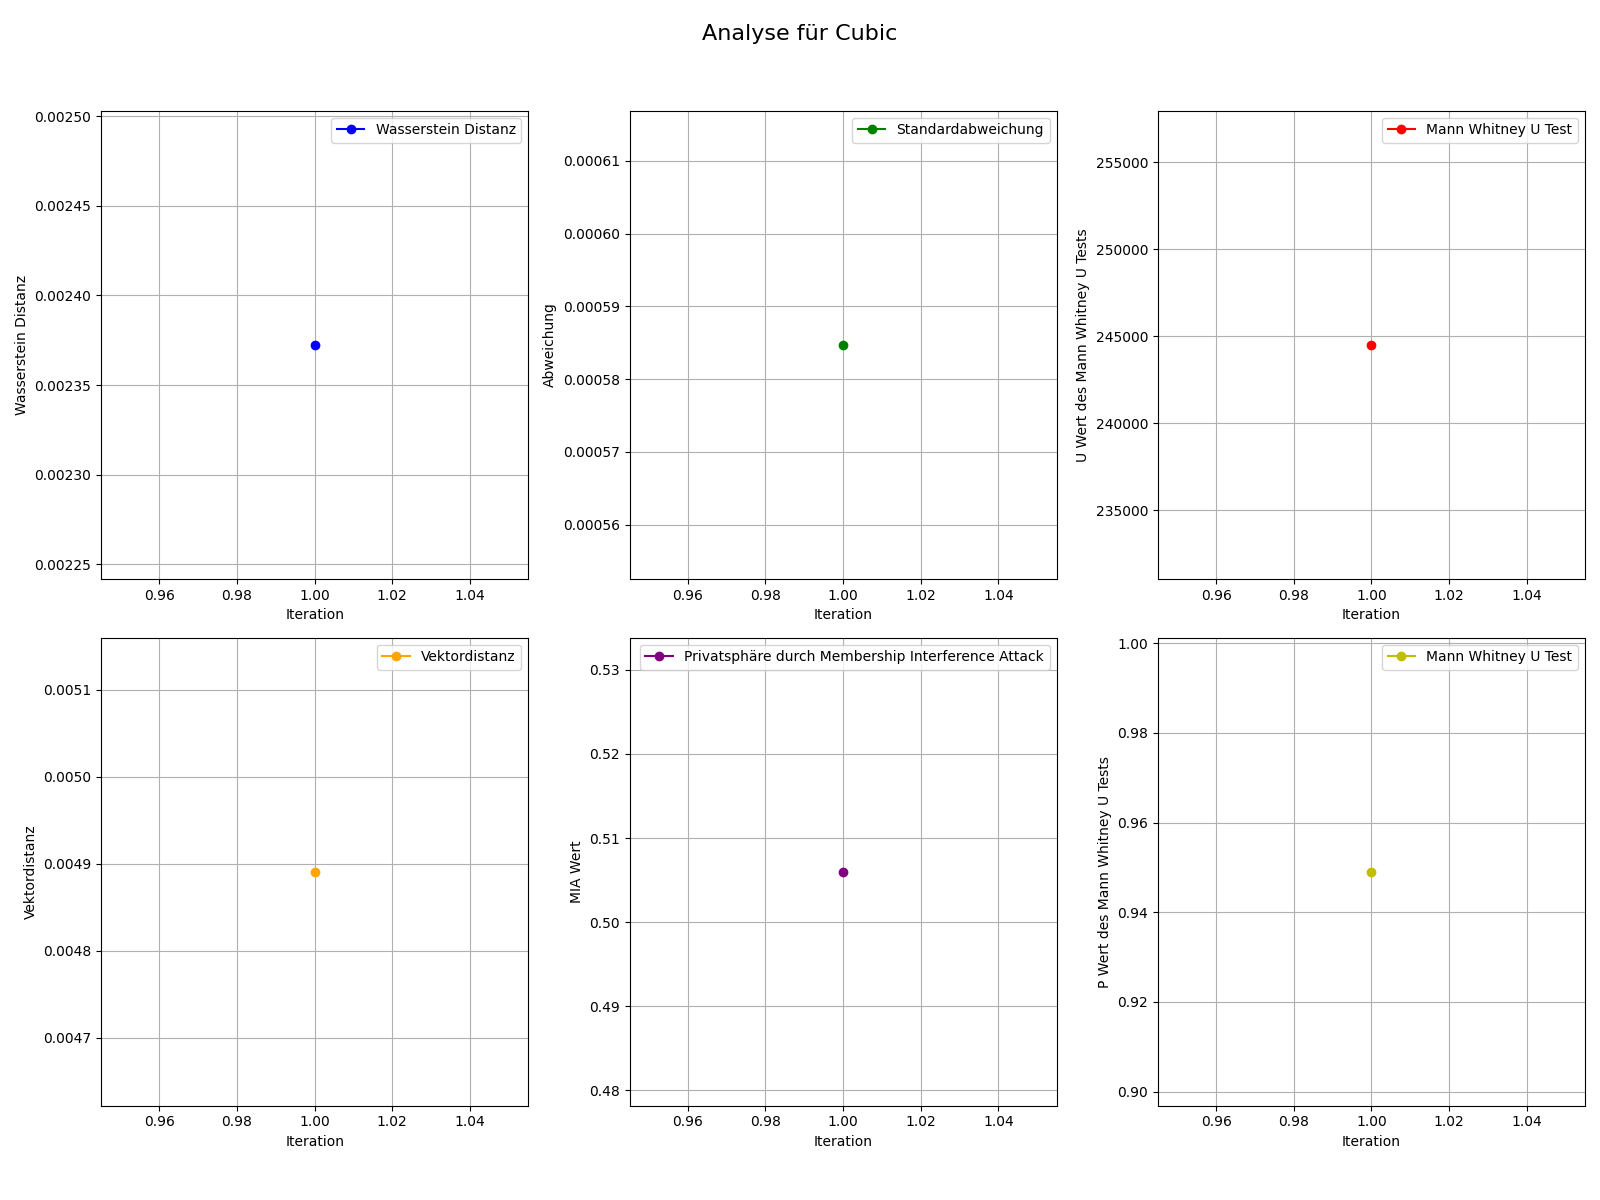 Analyse für Cubic
Wasserstein Distanz
0.00250
0.00245
0.00240
0.00235
0.00230
0.00225
Wasserstein Distanz
0.96 0.98 1.00 1.02 1.04
Iteration
Standardabweichung
0.00061
0.00060
0.00059
0.00058
0.00057
0.00056
Abweichung
0.96 0.98 1.00 1.02 1.04
Iteration
Mann Whitney U Test
255000
250000
245000
240000
235000
U Wert des Mann Whitney U Tests
0.96 0.98 1.00 1.02 1.04
Iteration
Vektordistanz
0.0051
0.0050
0.0049
0.0048
0.0047
Vektordistanz
0.96 0.98 1.00 1.02 1.04
Iteration
Privatsphäre durch Membership Interference Attack
0.53
0.52
0.51
0.50
0.49
0.48
MIA Wert
0.96 0.98 1.00 1.02 1.04
Iteration
Mann Whitney U Test
1.00
0.98
0.96
0.94
0.92
0.90
P Wert des Mann Whitney U Tests
0.96 0.98 1.00 1.02 1.04
Iteration